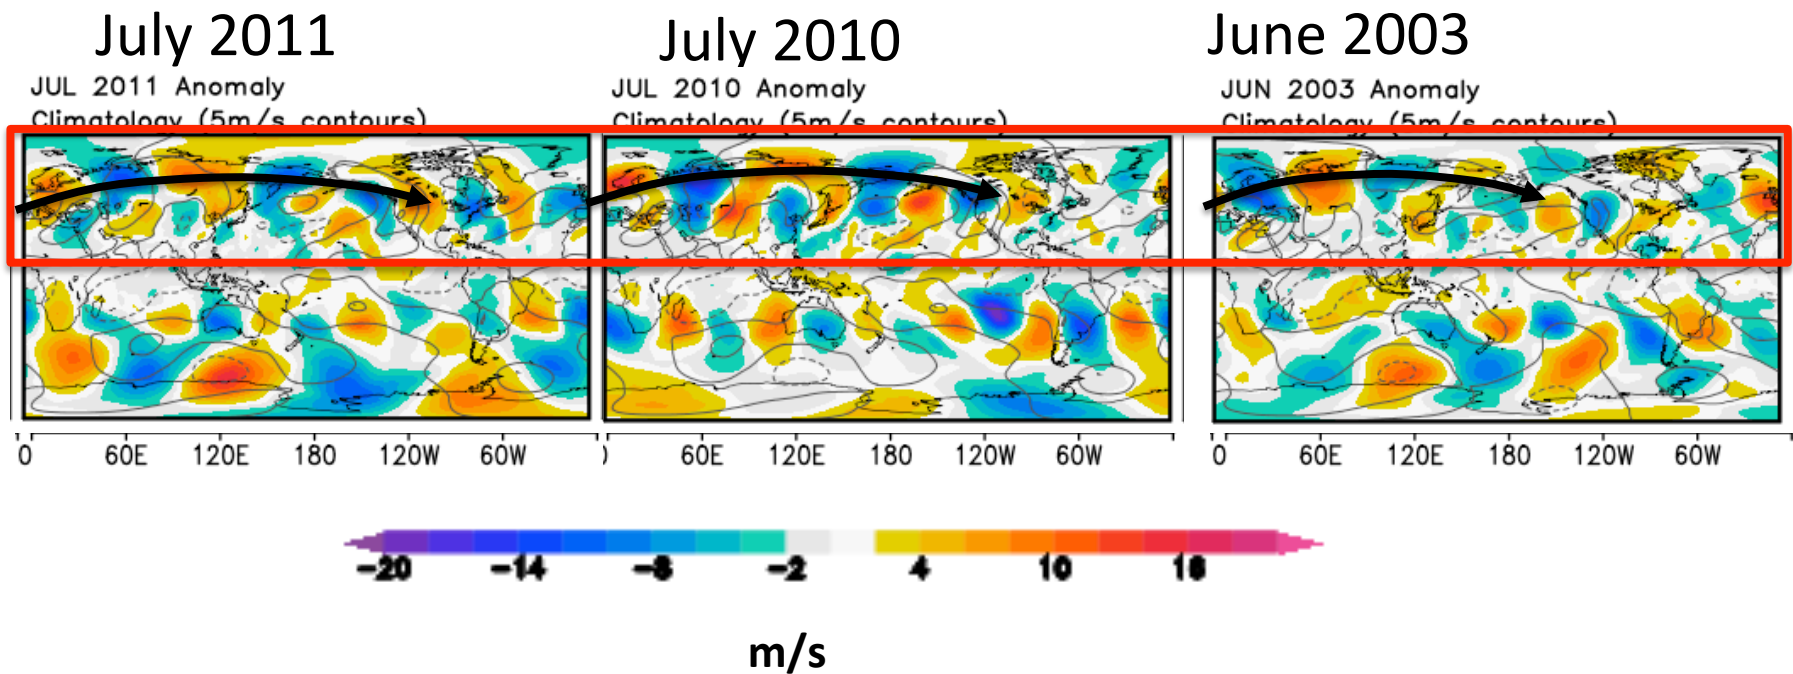 July 2011
July 2010
June 2003
JUL 2011 Anomaly
JUL 2010 Anomaly
JUN 2003 Anomaly
Climatology (5m/s contours)
Climatology (5m/s contours)
Climatology (5m/s contours)
0 60E 120E 180 120W 60W
60E 120E 180 120W 60W
0 60E 120E 180 120W 60W
-20 -14 -8 -2 4 10 16
m/s